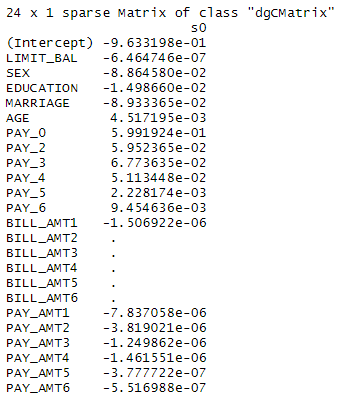 24 x 1 sparse Matrix of class "dgCMatrix"
s0
(Intercept) -9.633198e-01
LIMIT_BAL -6.464746e-07
SEX -8.864580e-02
EDUCATION -1.498660e-02
MARRIAGE -8.933365e-02
AGE 4.517195e-03
PAY_0 5.991924e-01
PAY_2 5.952365e-02
PAY_3 6.773635e-02
PAY_4 5.113448e-02
PAY_5 2.228174e-03
PAY_6 9.454636e-03
BILL_AMT1 -1.506922e-06
BILL_AMT2 .
BILL_AMT3 .
BILL_AMT4 .
BILL_AMT5 .
BILL_AMT6 .
PAY_AMT1 -7.837058e-06
PAY_AMT2 -3.819021e-06
PAY_AMT3 -1.249862e-06
PAY_AMT4 -1.461551e-06
PAY_AMT5 -3.777722e-07
PAY_AMT6 -5.516988e-07